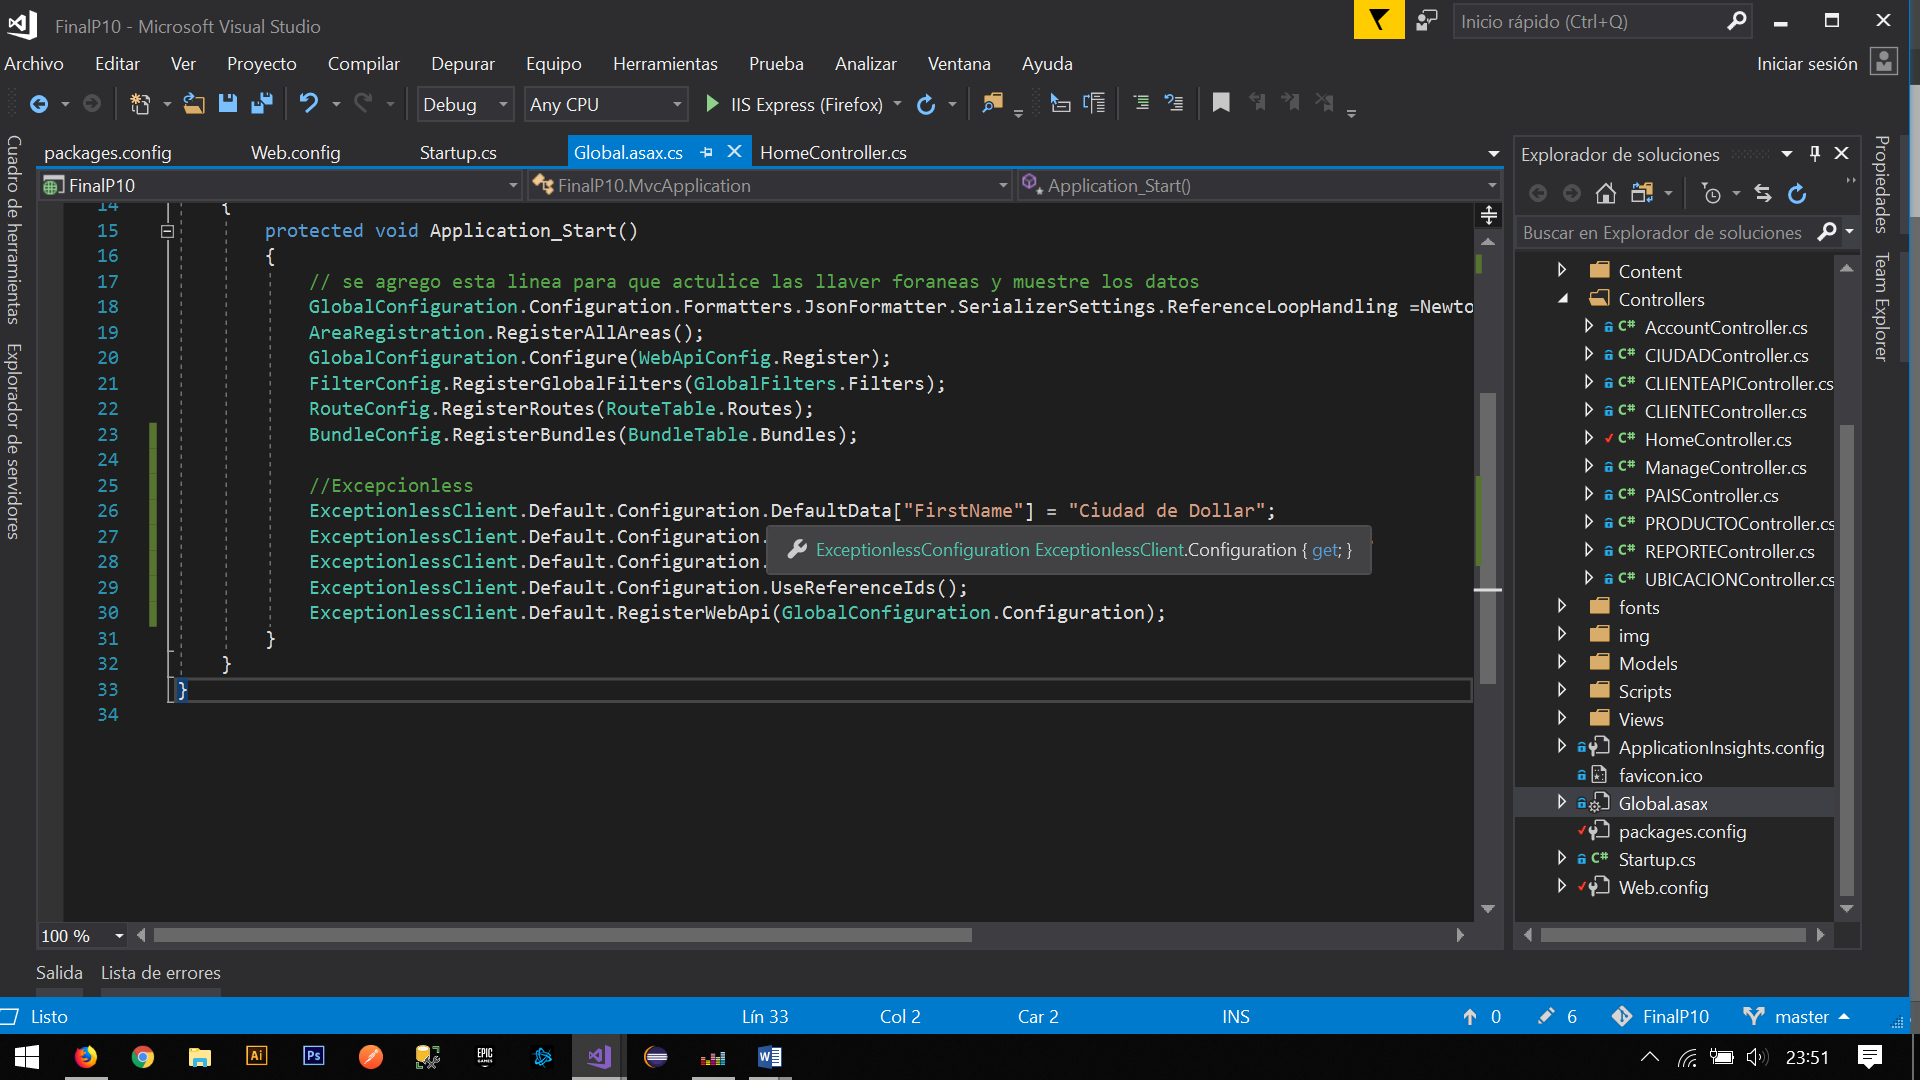 FinalP10 - Microsoft Visual Studio
Inicio rápido (Ctrl+Q)
Archivo Editar Ver Proyecto Compilar Depurar Equipo Herramientas Prueba Analizar Ventana Ayuda
Iniciar sesión
Debug Any CPU IIS Express (Firefox)
Cuadro de herramientas
Explorador de servidores
packages.config Web.config Startup.cs Global.asax.cs HomeController.cs
FinalP10 FinalP10.MvcApplication Application_Start()
14 {
15 protected void Application_Start()
16 {
17 // se agrego esta linea para que actulice las llaver foraneas y muestre los datos
18 GlobalConfiguration.Configuration.Formatters.JsonFormatter.SerializerSettings.ReferenceLoopHandling =Newto
19 AreaRegistration.RegisterAllAreas();
20 GlobalConfiguration.Configure(WebApiConfig.Register);
21 FilterConfig.RegisterGlobalFilters(GlobalFilters.Filters);
22 RouteConfig.RegisterRoutes(RouteTable.Routes);
23 BundleConfig.RegisterBundles(BundleTable.Bundles);
24
25 //Excepcionless
26 ExceptionlessClient.Default.Configuration.DefaultData["FirstName"] = "Ciudad de Dollar";
27 ExceptionlessClient.Default.Configuration.
ExceptionlessConfiguration ExceptionlessClient.Configuration { get; }
28 ExceptionlessClient.Default.Configuration.
29 ExceptionlessClient.Default.Configuration.UseReferenceIds();
30 ExceptionlessClient.Default.RegisterWebApi(GlobalConfiguration.Configuration);
31 }
32 }
33 }
34
100 %
Explorador de soluciones
Buscar en Explorador de soluciones
Content
Controllers
C# AccountController.cs
C# CIUDADController.cs
C# CLIENTEAPIController.cs
C# CLIENTEController.cs
C# HomeController.cs
C# ManageController.cs
C# PAISController.cs
C# PRODUCTOController.cs
C# REPORTEController.cs
C# UBICACIONController.cs
fonts
img
Models
Scripts
Views
ApplicationInsights.config
favicon.ico
Global.asax
packages.config
C# Startup.cs
Web.config
Propiedades
Team Explorer
Salida Lista de errores
Listo Lín 33 Col 2 Car 2 INS 0 6 FinalP10 master
Ai Ps EPIC GAMES W 23:51